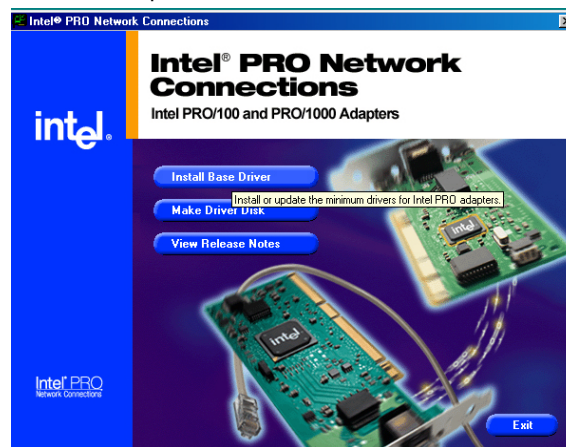 Intel® PRO Network Connections
Intel® PRO Network
Connections
Intel PRO/100 and PRO/1000 Adapters
intel.
Install Base Driver
Install or update the minimum drivers for Intel PRO adapters.
Make Driver Disk
View Release Notes
intel
intel
Intel® PRO
Network Connections
Exit